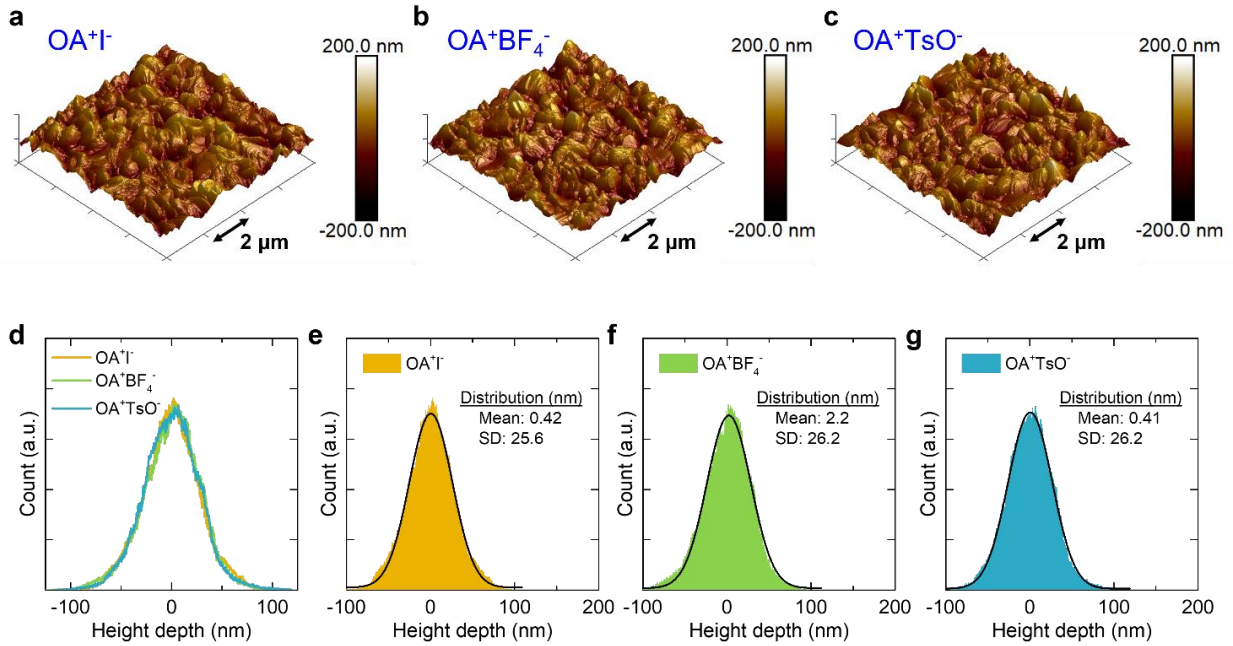 a
OA⁺I⁻
200.0 nm
-200.0 nm
2 µm
b
OA⁺BF₄⁻
200.0 nm
-200.0 nm
2 µm
c
OA⁺TsO⁻
200.0 nm
-200.0 nm
2 µm
d
OA⁺I⁻
OA⁺BF₄⁻
OA⁺TsO⁻
Count (a.u.)
-100 0 100
Height depth (nm)
e
OA⁺I⁻
Distribution (nm)
Mean: 0.42
SD: 25.6
Count (a.u.)
-100 0 100 200
Height depth (nm)
f
OA⁺BF₄⁻
Distribution (nm)
Mean: 2.2
SD: 26.2
Count (a.u.)
-100 0 100 200
Height depth (nm)
g
OA⁺TsO⁻
Distribution (nm)
Mean: 0.41
SD: 26.2
Count (a.u.)
-100 0 100 200
Height depth (nm)